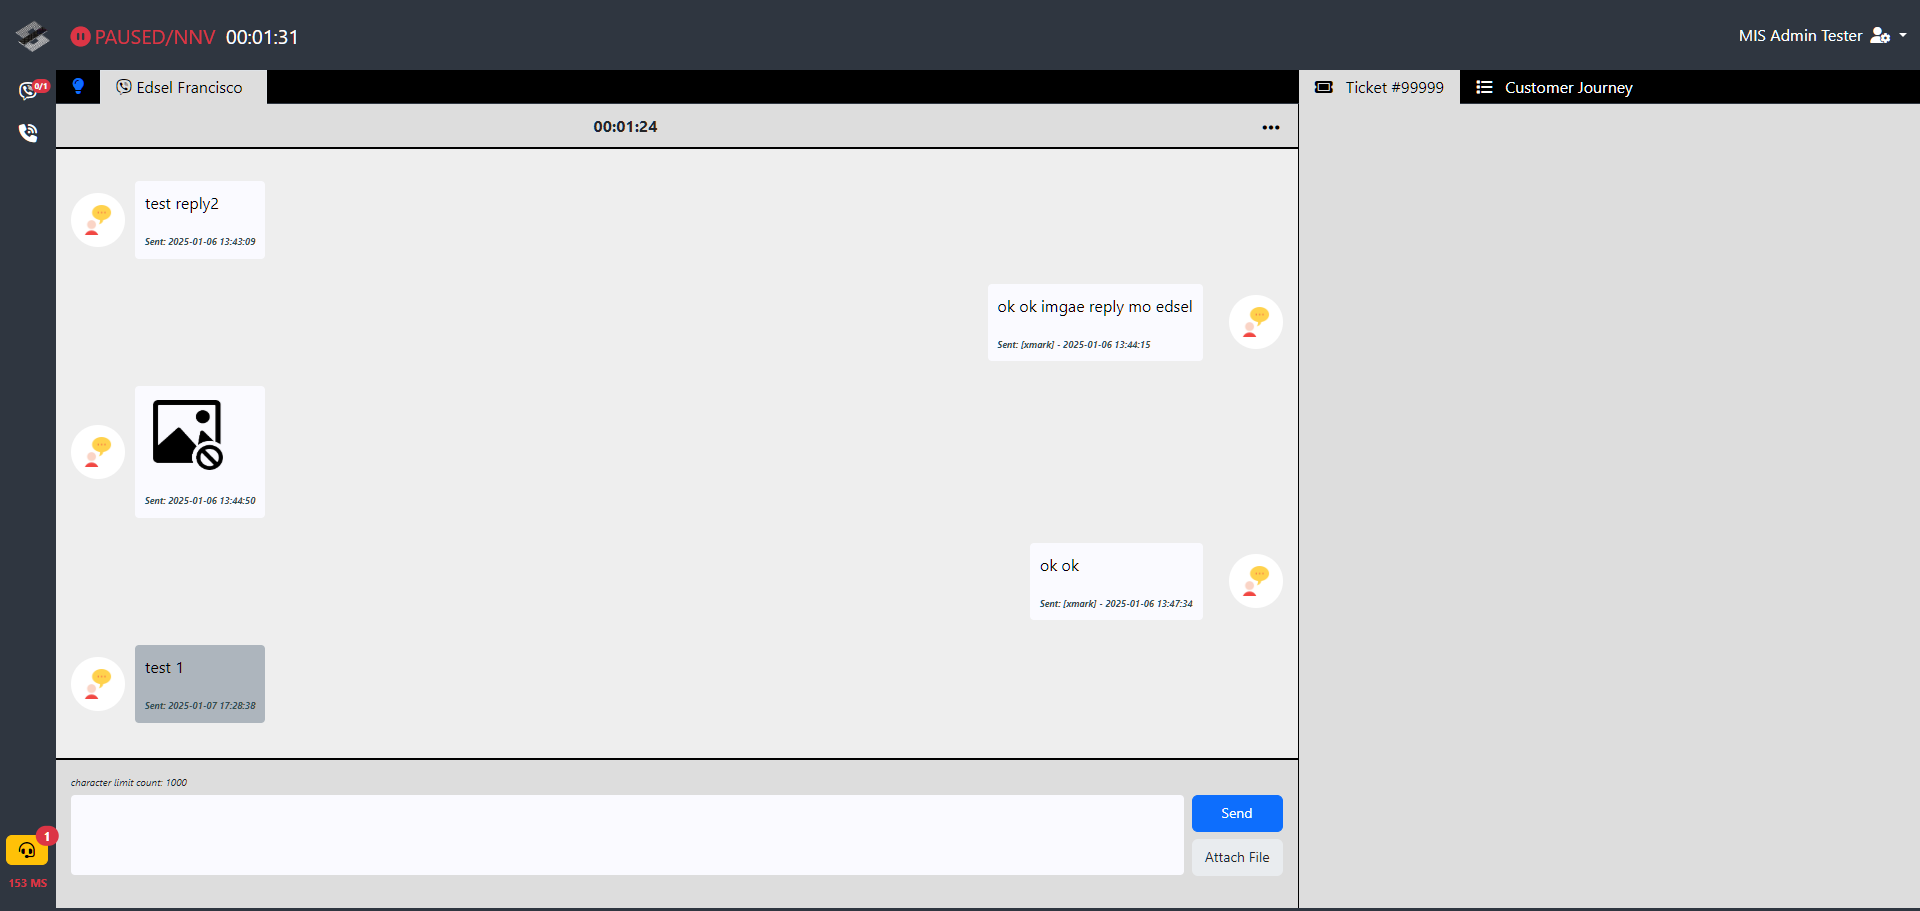 PAUSED/NNV 00:01:31
MIS Admin Tester
0/1
Edsel Francisco
Ticket #99999
Customer Journey
00:01:24
test reply2
Sent: 2025-01-06 13:43:09
ok ok imgae reply mo edsel
Sent: [xmark] - 2025-01-06 13:44:15
Sent: 2025-01-06 13:44:50
ok ok
Sent: [xmark] - 2025-01-06 13:47:34
test 1
Sent: 2025-01-07 17:28:38
character limit count: 1000
Send
Attach File
1
153 MS